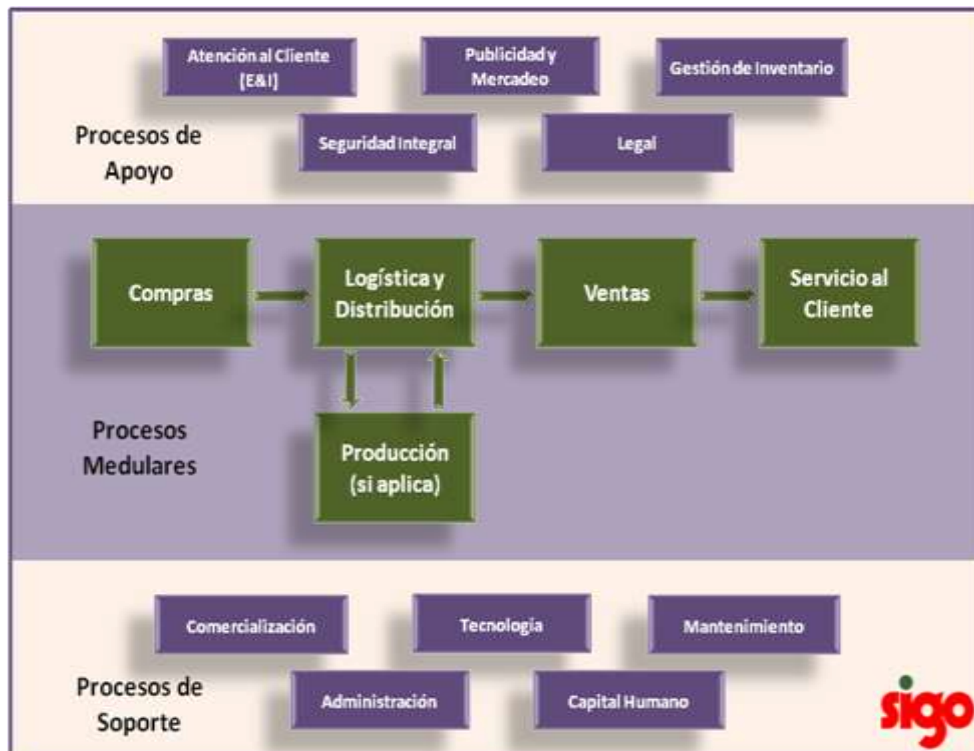 Atención al Cliente
(E&I)
Publicidad y
Mercadeo
Gestión de Inventario
Seguridad Integral
Legal
Procesos de
Apoyo
Compras
Logística y
Distribución
Ventas
Servicio al
Cliente
Producción
(si aplica)
Procesos
Medulares
Comercialización
Tecnologia
Mantenimiento
Administración
Capital Humano
Procesos de
Soporte
sigo